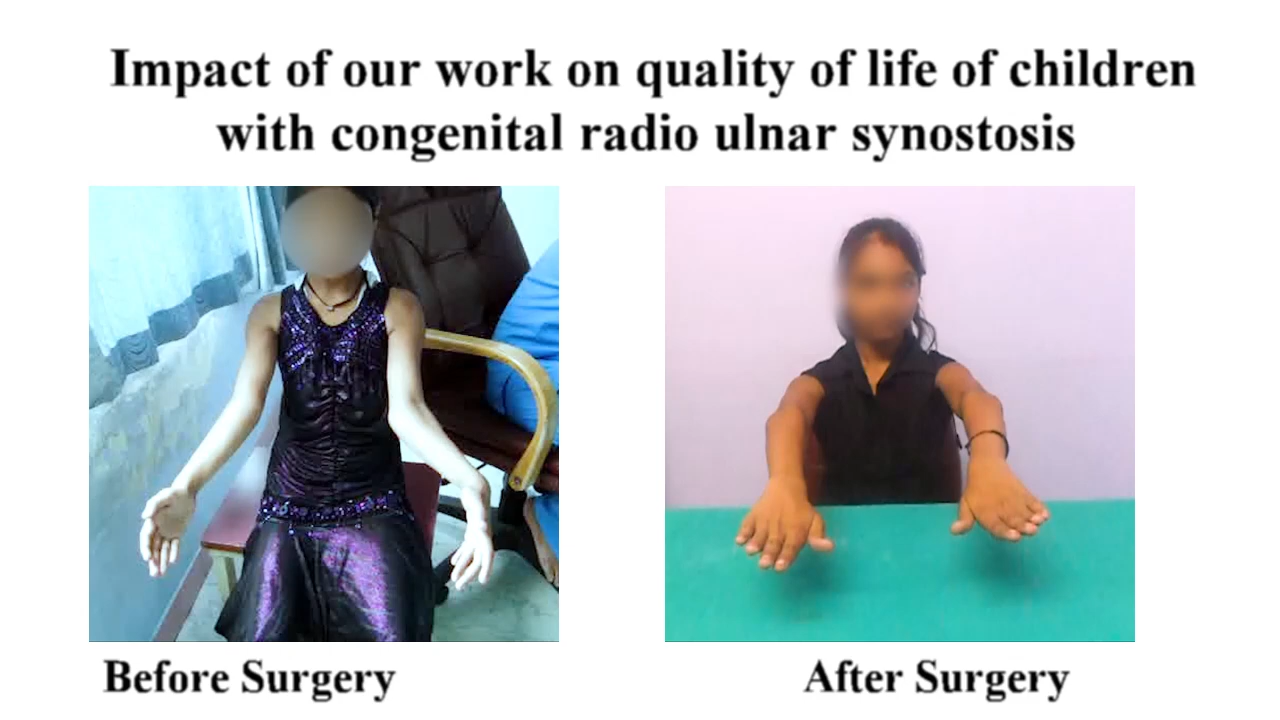 Impact of our work on quality of life of children
with congenital radio ulnar synostosis
Before Surgery
After Surgery